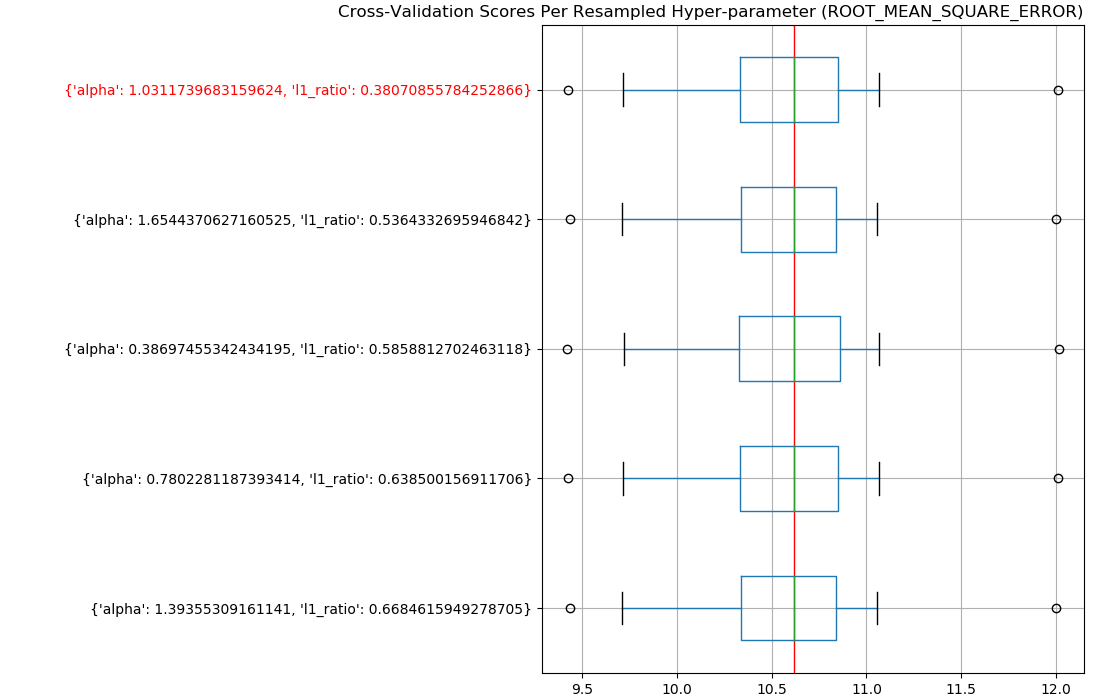 Cross-Validation Scores Per Resampled Hyper-parameter (ROOT_MEAN_SQUARE_ERROR)
{'alpha': 1.0311739683159624, 'l1_ratio': 0.38070855784252866}
{'alpha': 1.6544370627160525, 'l1_ratio': 0.5364332695946842}
{'alpha': 0.38697455342434195, 'l1_ratio': 0.5858812702463118}
{'alpha': 0.7802281187393414, 'l1_ratio': 0.638500156911706}
{'alpha': 1.39355309161141, 'l1_ratio': 0.6684615949278705}
9.5 10.0 10.5 11.0 11.5 12.0